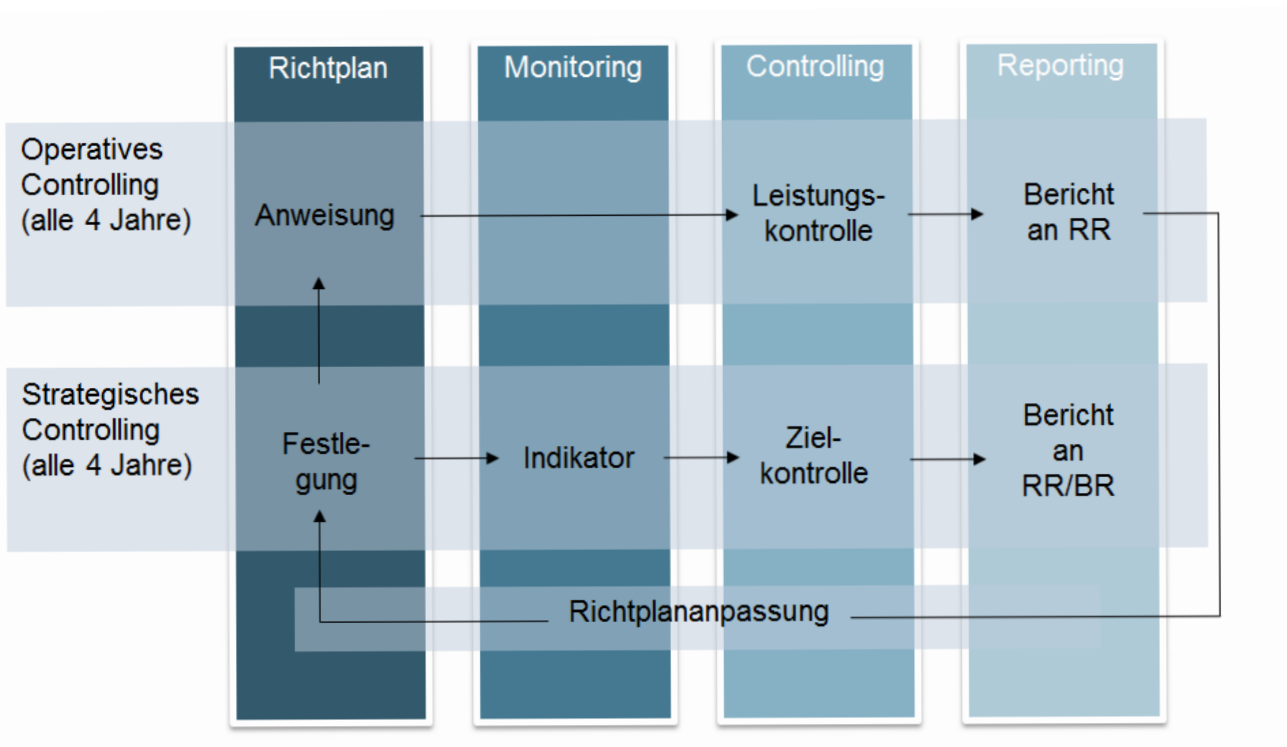 Richtplan
Monitoring
Controlling
Reporting
Operatives
Controlling
(alle 4 Jahre)
Anweisung
Leistungs-
kontrolle
Bericht
an RR
Strategisches
Controlling
(alle 4 Jahre)
Festle-
gung
Indikator
Ziel-
kontrolle
Bericht
an
RR/BR
Richtplananpassung